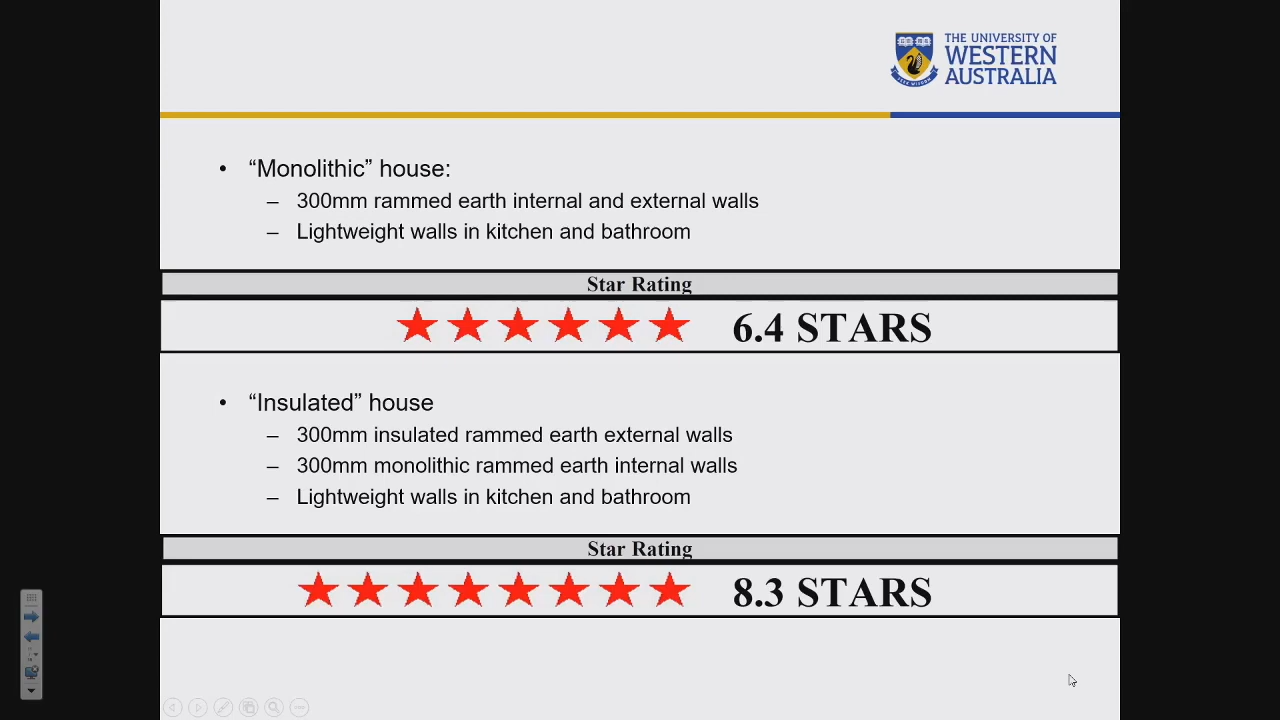 THE UNIVERSITY OF
WESTERN
AUSTRALIA
• “Monolithic” house:
– 300mm rammed earth internal and external walls
– Lightweight walls in kitchen and bathroom
Star Rating
6.4 STARS
• “Insulated” house
– 300mm insulated rammed earth external walls
– 300mm monolithic rammed earth internal walls
– Lightweight walls in kitchen and bathroom
Star Rating
8.3 STARS